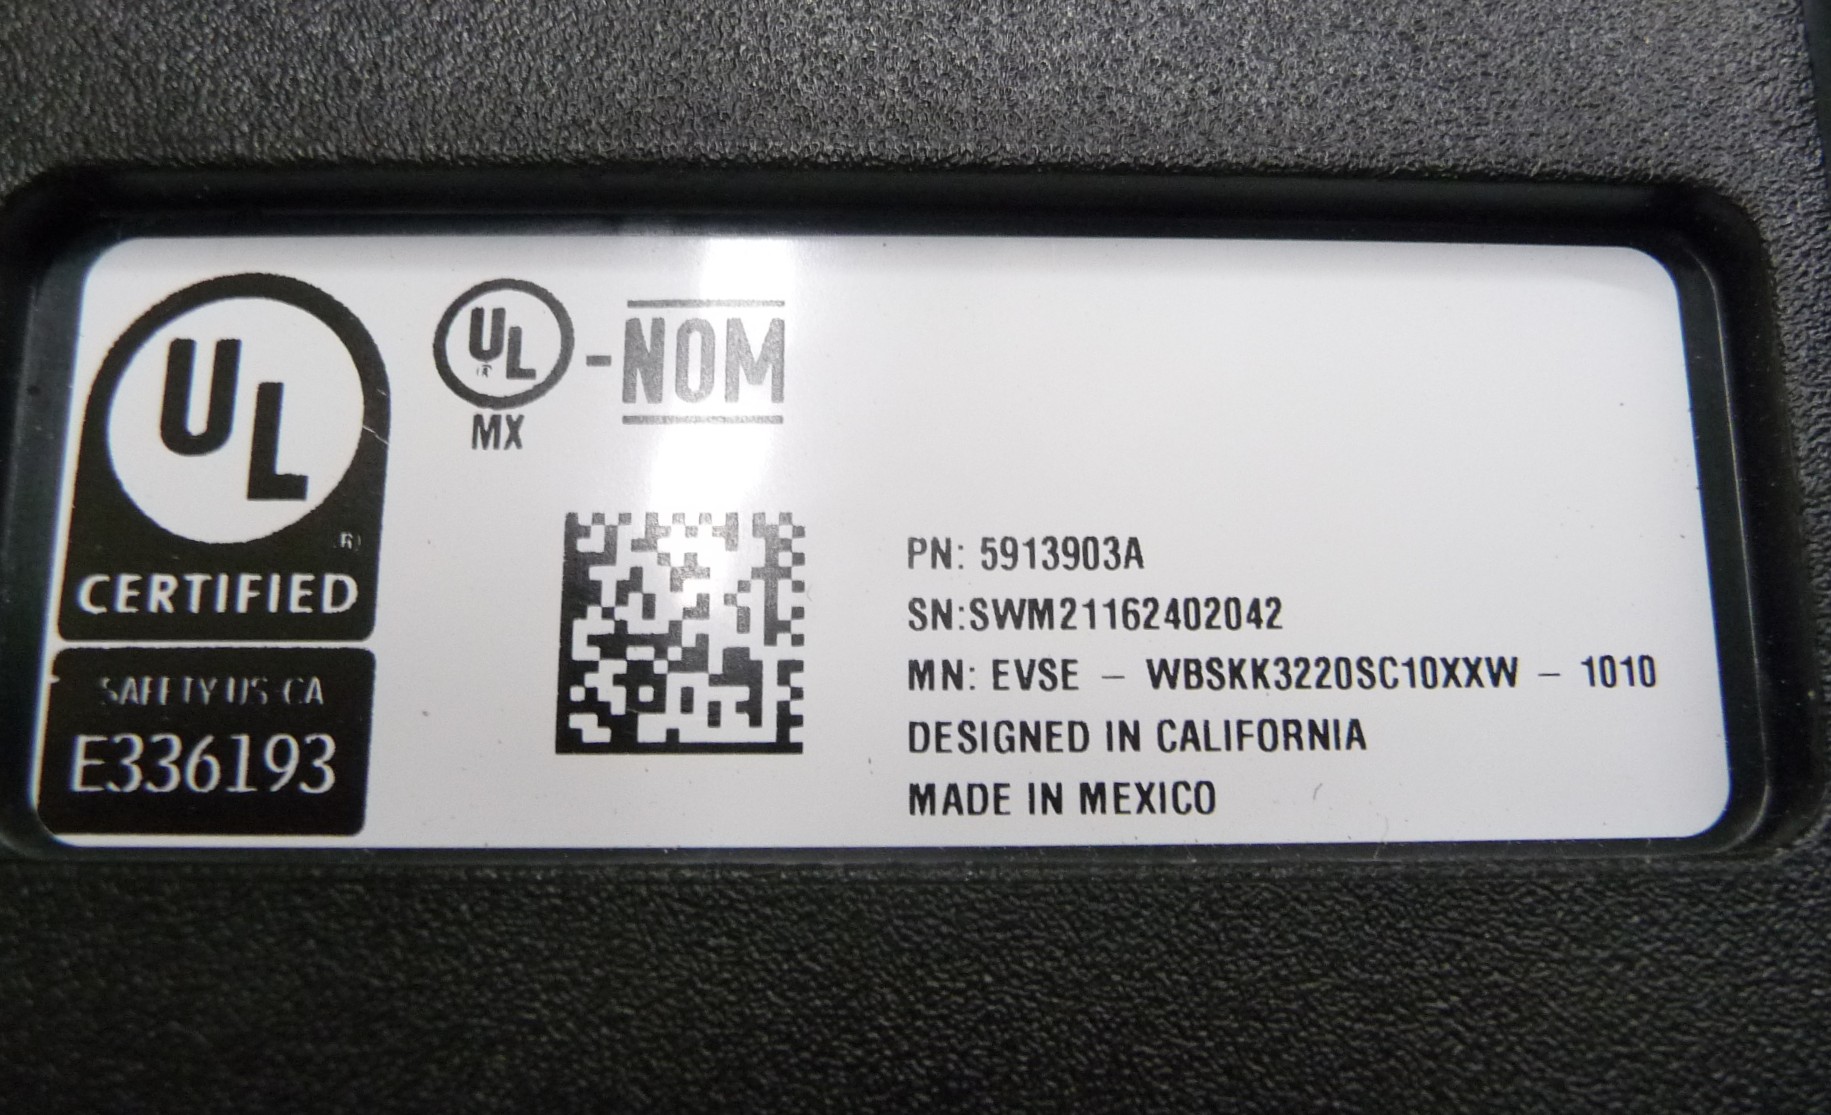 UL
®
CERTIFIED
SAFETY US-CA
E336193
UL
®
MX
-NOM
PN: 5913903A
SN:SWM21162402042
MN: EVSE – WBSKK3220SC10XXW – 1010
DESIGNED IN CALIFORNIA
MADE IN MEXICO